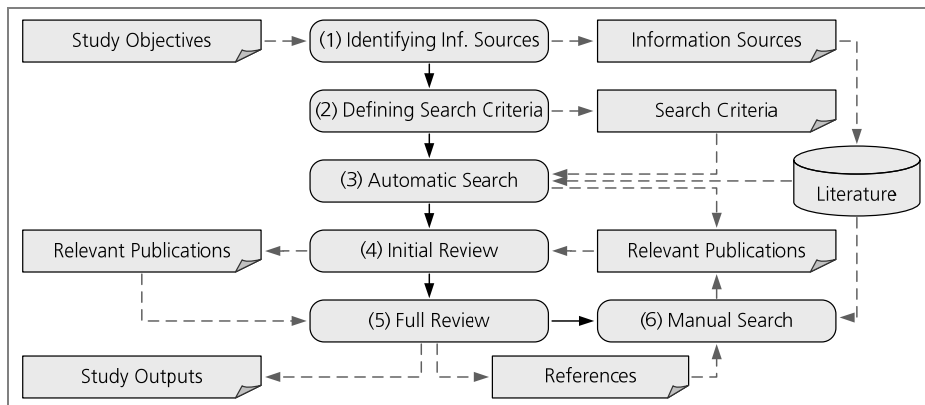 Study Objectives
(1) Identifying Inf. Sources
Information Sources
(2) Defining Search Criteria
Search Criteria
(3) Automatic Search
Literature
Relevant Publications
(4) Initial Review
Relevant Publications
(5) Full Review
(6) Manual Search
Study Outputs
References